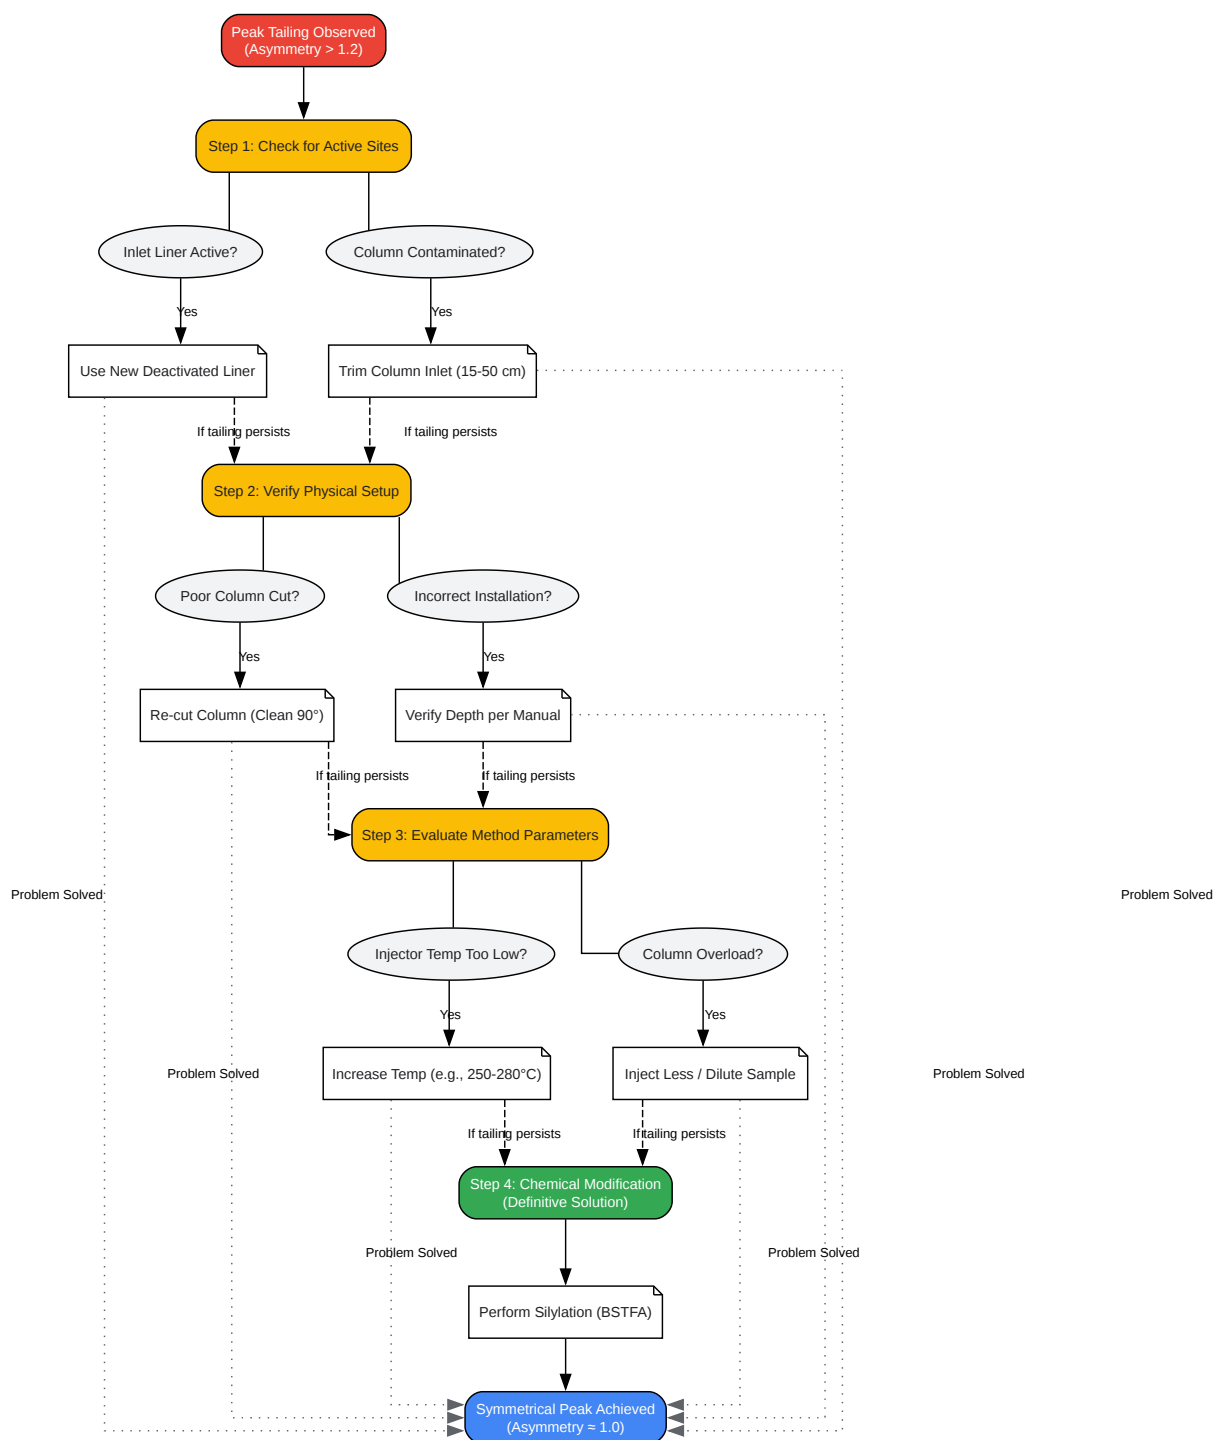 Peak Tailing Observed
(Asymmetry > 1.2)
Step 1: Check for Active Sites
Inlet Liner Active?
Column Contaminated?
Yes
Yes
Use New Deactivated Liner
Trim Column Inlet (15-50 cm)
If tailing persists
If tailing persists
Step 2: Verify Physical Setup
Poor Column Cut?
Incorrect Installation?
Yes
Yes
Re-cut Column (Clean 90°)
Verify Depth per Manual
If tailing persists
If tailing persists
Step 3: Evaluate Method Parameters
Problem Solved
Problem Solved
Injector Temp Too Low?
Column Overload?
Yes
Yes
Problem Solved
Increase Temp (e.g., 250-280°C)
Inject Less / Dilute Sample
Problem Solved
If tailing persists
If tailing persists
Step 4: Chemical Modification
(Definitive Solution)
Problem Solved
Problem Solved
Perform Silylation (BSTFA)
Symmetrical Peak Achieved
(Asymmetry ≈ 1.0)